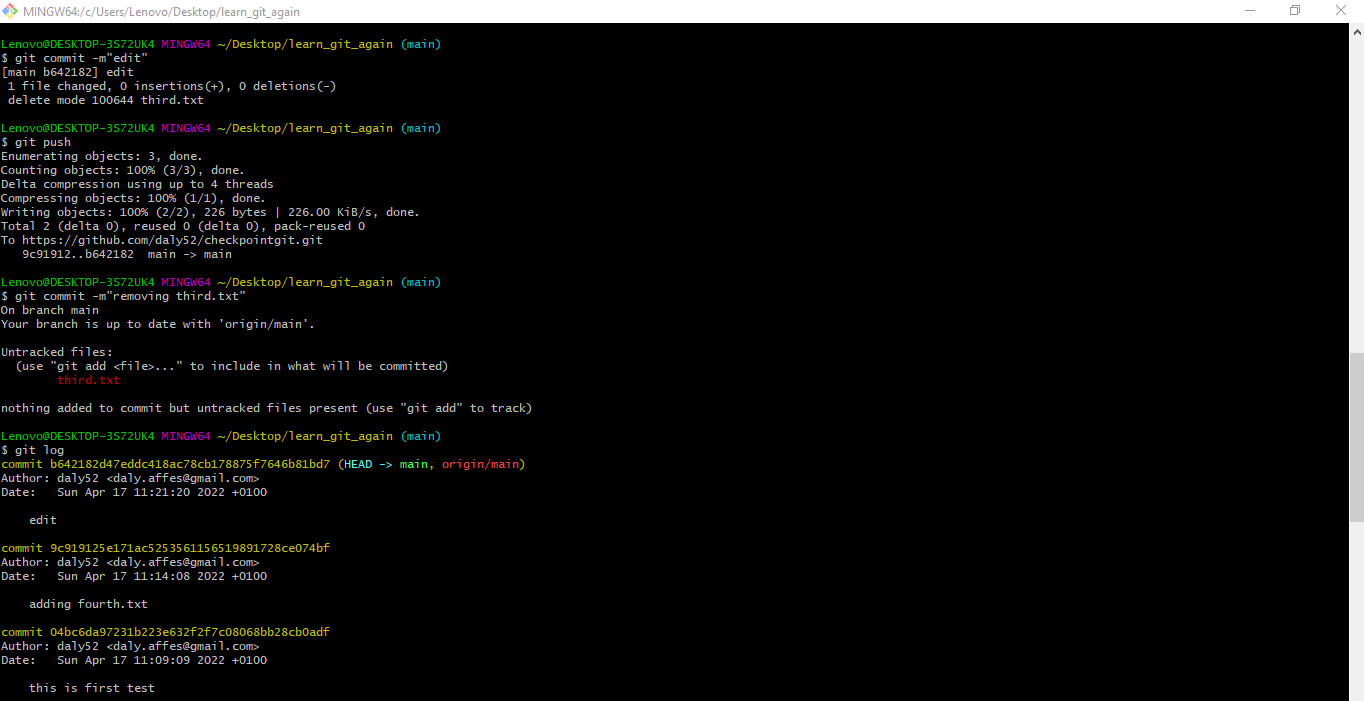 MINGW64:/c/Users/Lenovo/Desktop/learn_git_again
Lenovo@DESKTOP-3S72UK4 MINGW64 ~/Desktop/learn_git_again (main)
$ git commit -m"edit"
[main b642182] edit
 1 file changed, 0 insertions(+), 0 deletions(-)
 delete mode 100644 third.txt

Lenovo@DESKTOP-3S72UK4 MINGW64 ~/Desktop/learn_git_again (main)
$ git push
Enumerating objects: 3, done.
Counting objects: 100% (3/3), done.
Delta compression using up to 4 threads
Compressing objects: 100% (1/1), done.
Writing objects: 100% (2/2), 226 bytes | 226.00 KiB/s, done.
Total 2 (delta 0), reused 0 (delta 0), pack-reused 0
To https://github.com/daly52/checkpointgit.git
   9c91912..b642182  main -> main

Lenovo@DESKTOP-3S72UK4 MINGW64 ~/Desktop/learn_git_again (main)
$ git commit -m"removing third.txt"
On branch main
Your branch is up to date with 'origin/main'.

Untracked files:
  (use "git add <file>..." to include in what will be committed)
        third.txt

nothing added to commit but untracked files present (use "git add" to track)

Lenovo@DESKTOP-3S72UK4 MINGW64 ~/Desktop/learn_git_again (main)
$ git log
commit b642182d47eddc418ac78cb178875f7646b81bd7 (HEAD -> main, origin/main)
Author: daly52 <daly.affes@gmail.com>
Date:   Sun Apr 17 11:21:20 2022 +0100

    edit

commit 9c919125e171ac5253561156519891728ce074bf
Author: daly52 <daly.affes@gmail.com>
Date:   Sun Apr 17 11:14:08 2022 +0100

    adding fourth.txt

commit 04bc6da97231b223e632f2f7c08068bb28cb0adf
Author: daly52 <daly.affes@gmail.com>
Date:   Sun Apr 17 11:09:09 2022 +0100

    this is first test